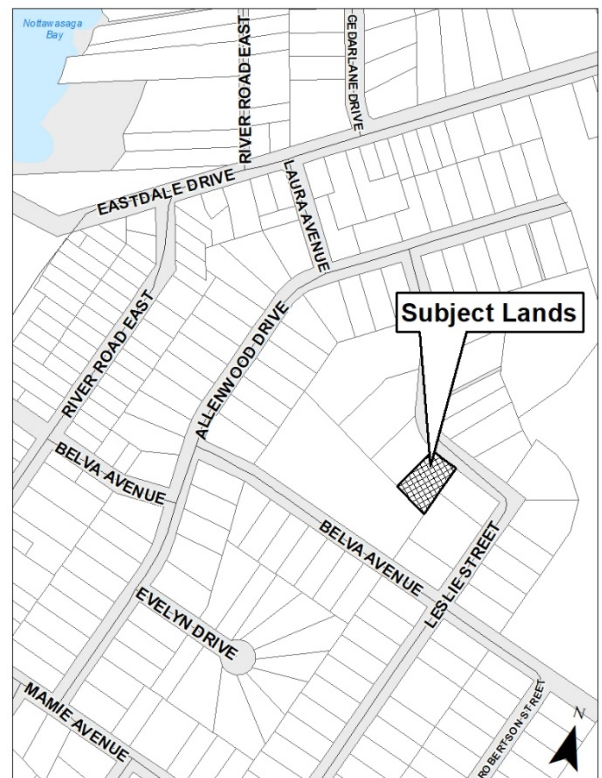 Nottawasaga
Bay
RIVER ROAD EAST
CEDARLANE DRIVE
EASTDALE DRIVE
LAURA AVENUE
Subject Lands
RIVER ROAD EAST
ALLENWOOD DRIVE
BELVA AVENUE
BELVA AVENUE
LESLIE STREET
EVELYN DRIVE
MAMIE AVENUE
ROBERTSON STREET
N